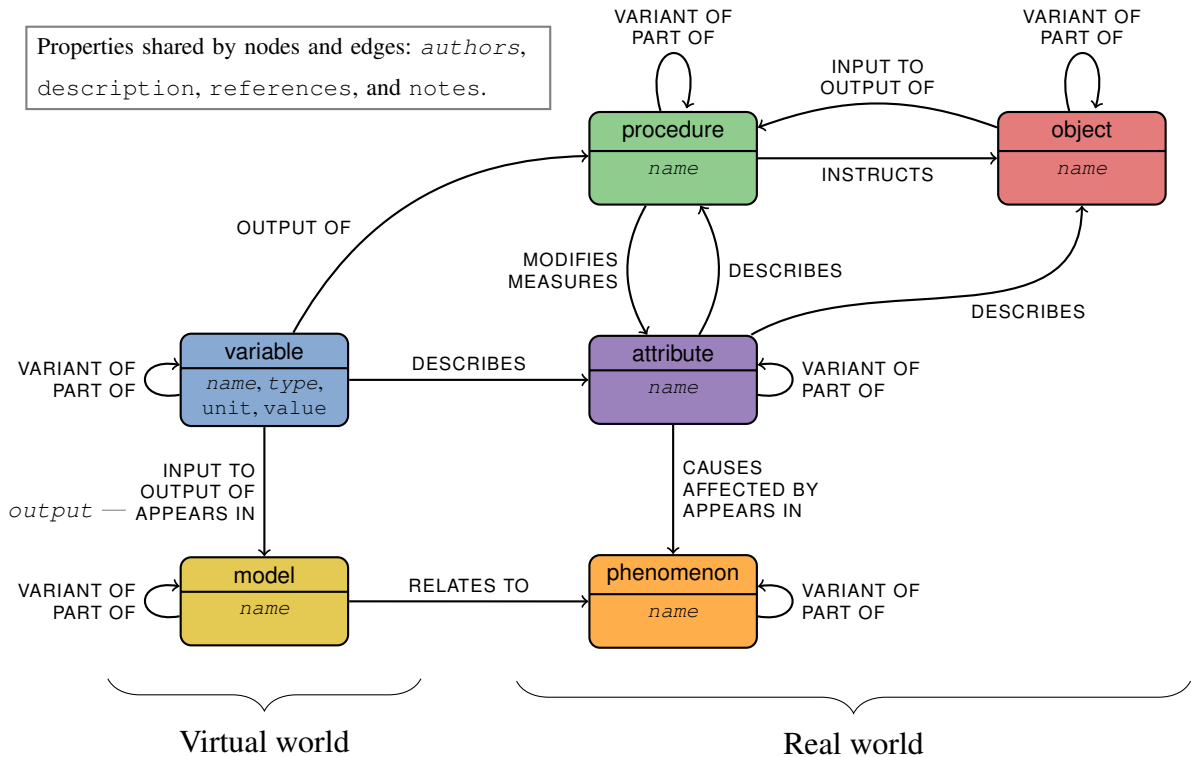 Properties shared by nodes and edges: authors,
description, references, and notes.
VARIANT OF
PART OF
INPUT TO
OUTPUT OF
VARIANT OF
PART OF
procedure
name
INSTRUCTS
object
name
OUTPUT OF
MODIFIES
MEASURES
DESCRIBES
DESCRIBES
VARIANT OF
PART OF
variable
name, type,
unit, value
DESCRIBES
attribute
name
VARIANT OF
PART OF
output —
INPUT TO
OUTPUT OF
APPEARS IN
CAUSES
AFFECTED BY
APPEARS IN
VARIANT OF
PART OF
model
name
RELATES TO
phenomenon
name
VARIANT OF
PART OF
Virtual world
Real world